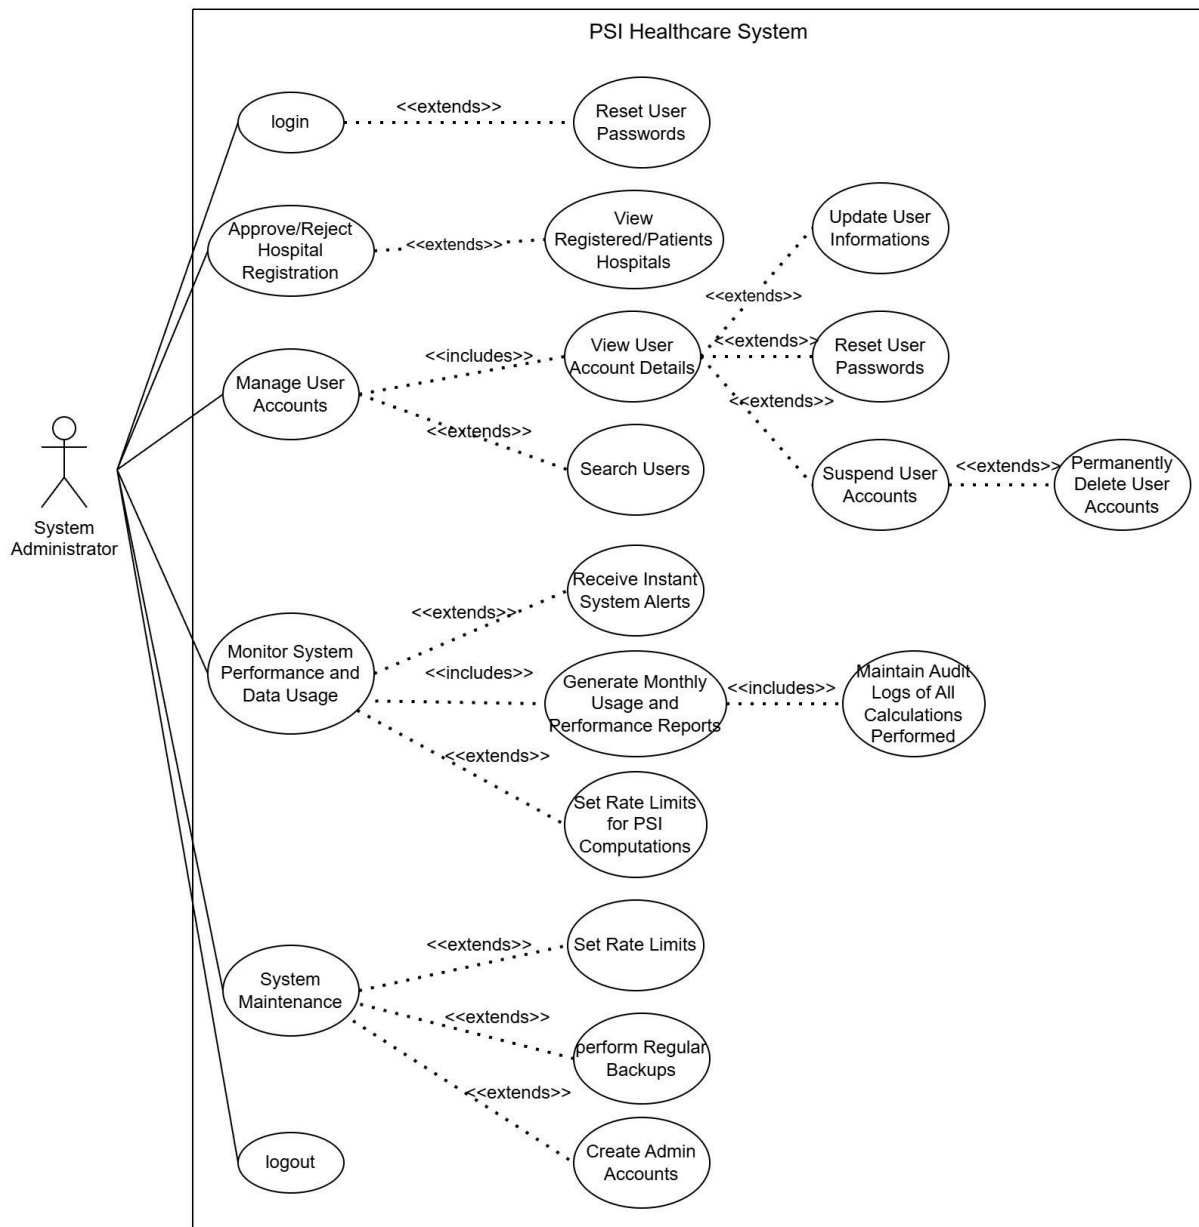 PSI Healthcare System
login
<<extends>>
Reset User
Passwords
Approve/Reject
Hospital
Registration
<<extends>>
View
Registered/Patients
Hospitals
Update User
Informations
<<extends>>
Manage User
Accounts
<<includes>>
View User
Account Details
<<extends>>
Reset User
Passwords
<<extends>>
<<extends>>
Search Users
Suspend User
Accounts
<<extends>>
Permanently
Delete User
Accounts
System
Administrator
Monitor System
Performance and
Data Usage
<<extends>>
Receive Instant
System Alerts
<<includes>>
Generate Monthly
Usage and
Performance Reports
<<includes>>
Maintain Audit
Logs of All
Calculations
Performed
<<extends>>
Set Rate Limits
for PSI
Computations
System
Maintenance
<<extends>>
Set Rate Limits
<<extends>>
perform Regular
Backups
<<extends>>
Create Admin
Accounts
logout